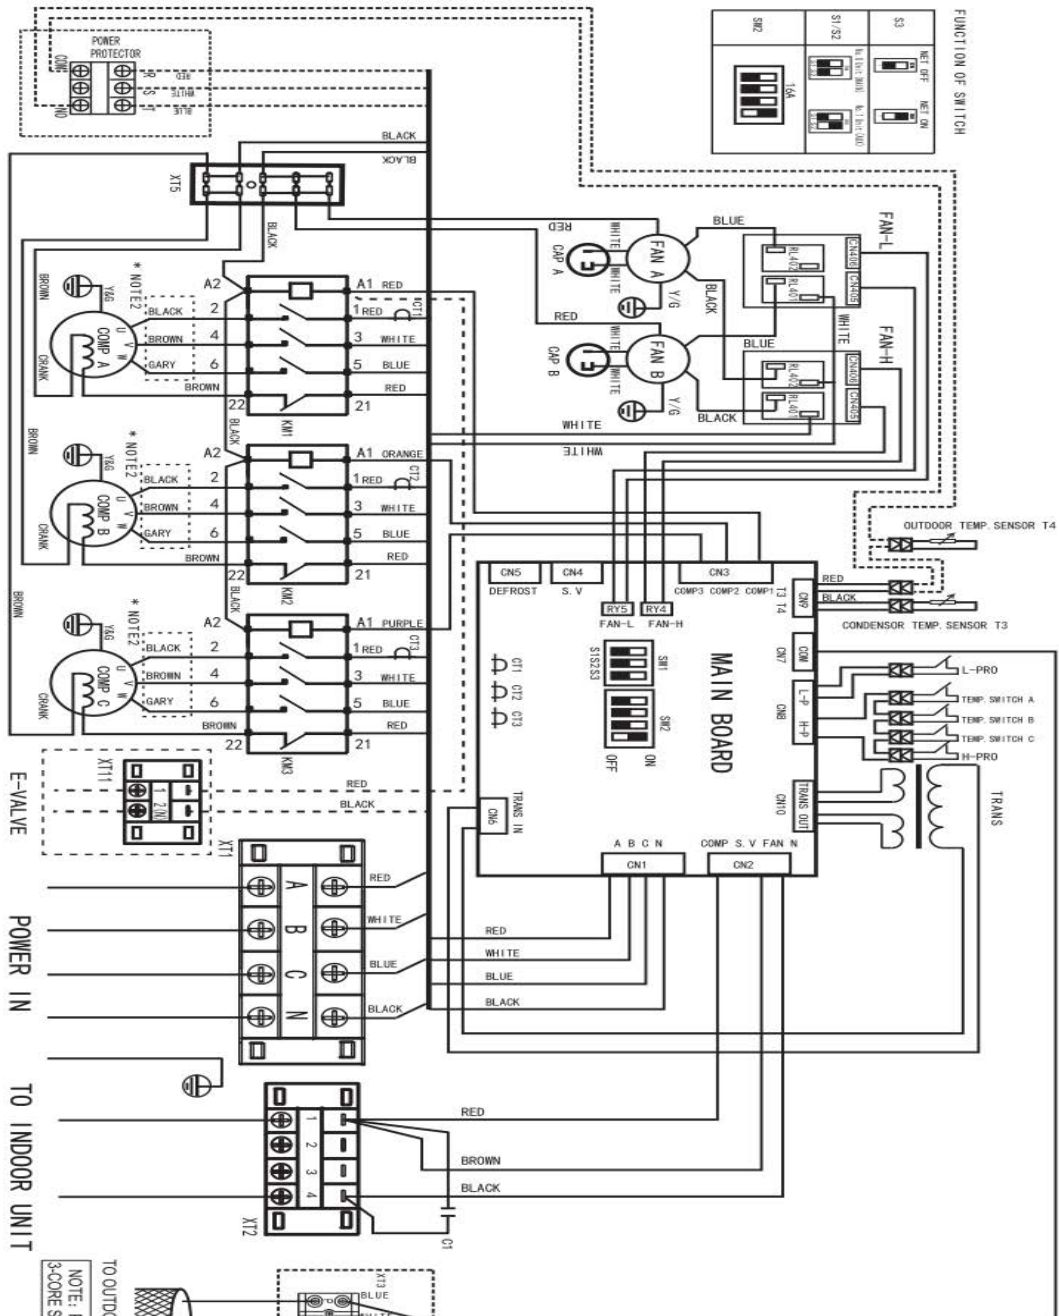 FUNCTION OF SWITCH
S3
NET OFF
NET ON
S1/S2
SW2
16A
POWER
PROTECTOR
COM
NO
R
S
T
RED
WHITE
BLUE
BLACK
BLACK
XT5
BLACK
RED
WHITE
WHITE
CAP A
FAN A
BLUE
BLACK
Y/G
FAN-L
RL402
RL401
CN406
CN405
WHITE
FAN-H
RED
WHITE
WHITE
CAP B
FAN B
BLUE
BLACK
Y/G
RL402
RL401
CN406
CN405
WHITE
WHITE
BROWN
Y&G
* NOTE2
COMP A
U
V
W
BLACK
BROWN
GARY
BROWN
CRANK
A2
2
4
6
22
A1
RED
1
RED
CT1
3
WHITE
5
BLUE
RED
21
KM1
BLACK
BROWN
Y&G
* NOTE2
COMP B
U
V
W
BLACK
BROWN
GARY
BROWN
CRANK
A2
2
4
6
22
A1
ORANGE
1
RED
CT2
3
WHITE
5
BLUE
RED
21
KM2
BLACK
BROWN
Y&G
* NOTE2
COMP C
U
V
W
BLACK
BROWN
GARY
BROWN
CRANK
A2
2
4
6
22
A1
PURPLE
1
RED
CT3
3
WHITE
5
BLUE
RED
21
KM3
OUTDOOR TEMP. SENSOR T4
RED
BLACK
CONDENSOR TEMP. SENSOR T3
CN5
DEFROST
CN4
S. V
CN3
COMP3 COMP2 COMP1
RY5
FAN-L
RY4
FAN-H
T3 T4
CN9
CN7
COM
CN8
L-P
H-P
L-PRO
TEMP. SWITCH A
TEMP. SWITCH B
TEMP. SWITCH C
H-PRO
CT1
CT2
CT3
SW1
S1S2S3
SW2
ON
OFF
MAIN BOARD
CN10
TRANS OUT
TRANS
TRANS IN
CN6
A B C N
CN1
COMP S. V FAN N
CN2
E-VALVE
XT11
1
2(N)
RED
BLACK
XT1
A
B
C
N
RED
WHITE
BLUE
BLACK
RED
WHITE
BLUE
BLACK
POWER IN
TO INDOOR UNIT
1
2
3
4
XT2
RED
BROWN
BLACK
C1
XT3
BLUE
TO OUTDO
NOTE:
3-CORE S